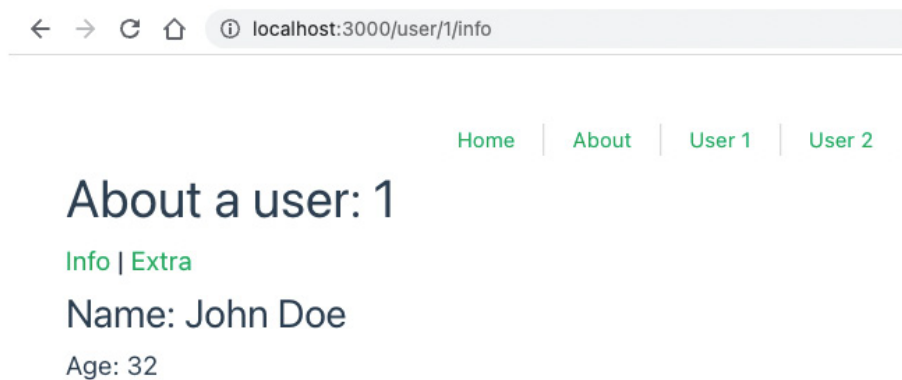 localhost:3000/user/1/info
Home About User 1 User 2
About a user: 1
Info | Extra
Name: John Doe
Age: 32